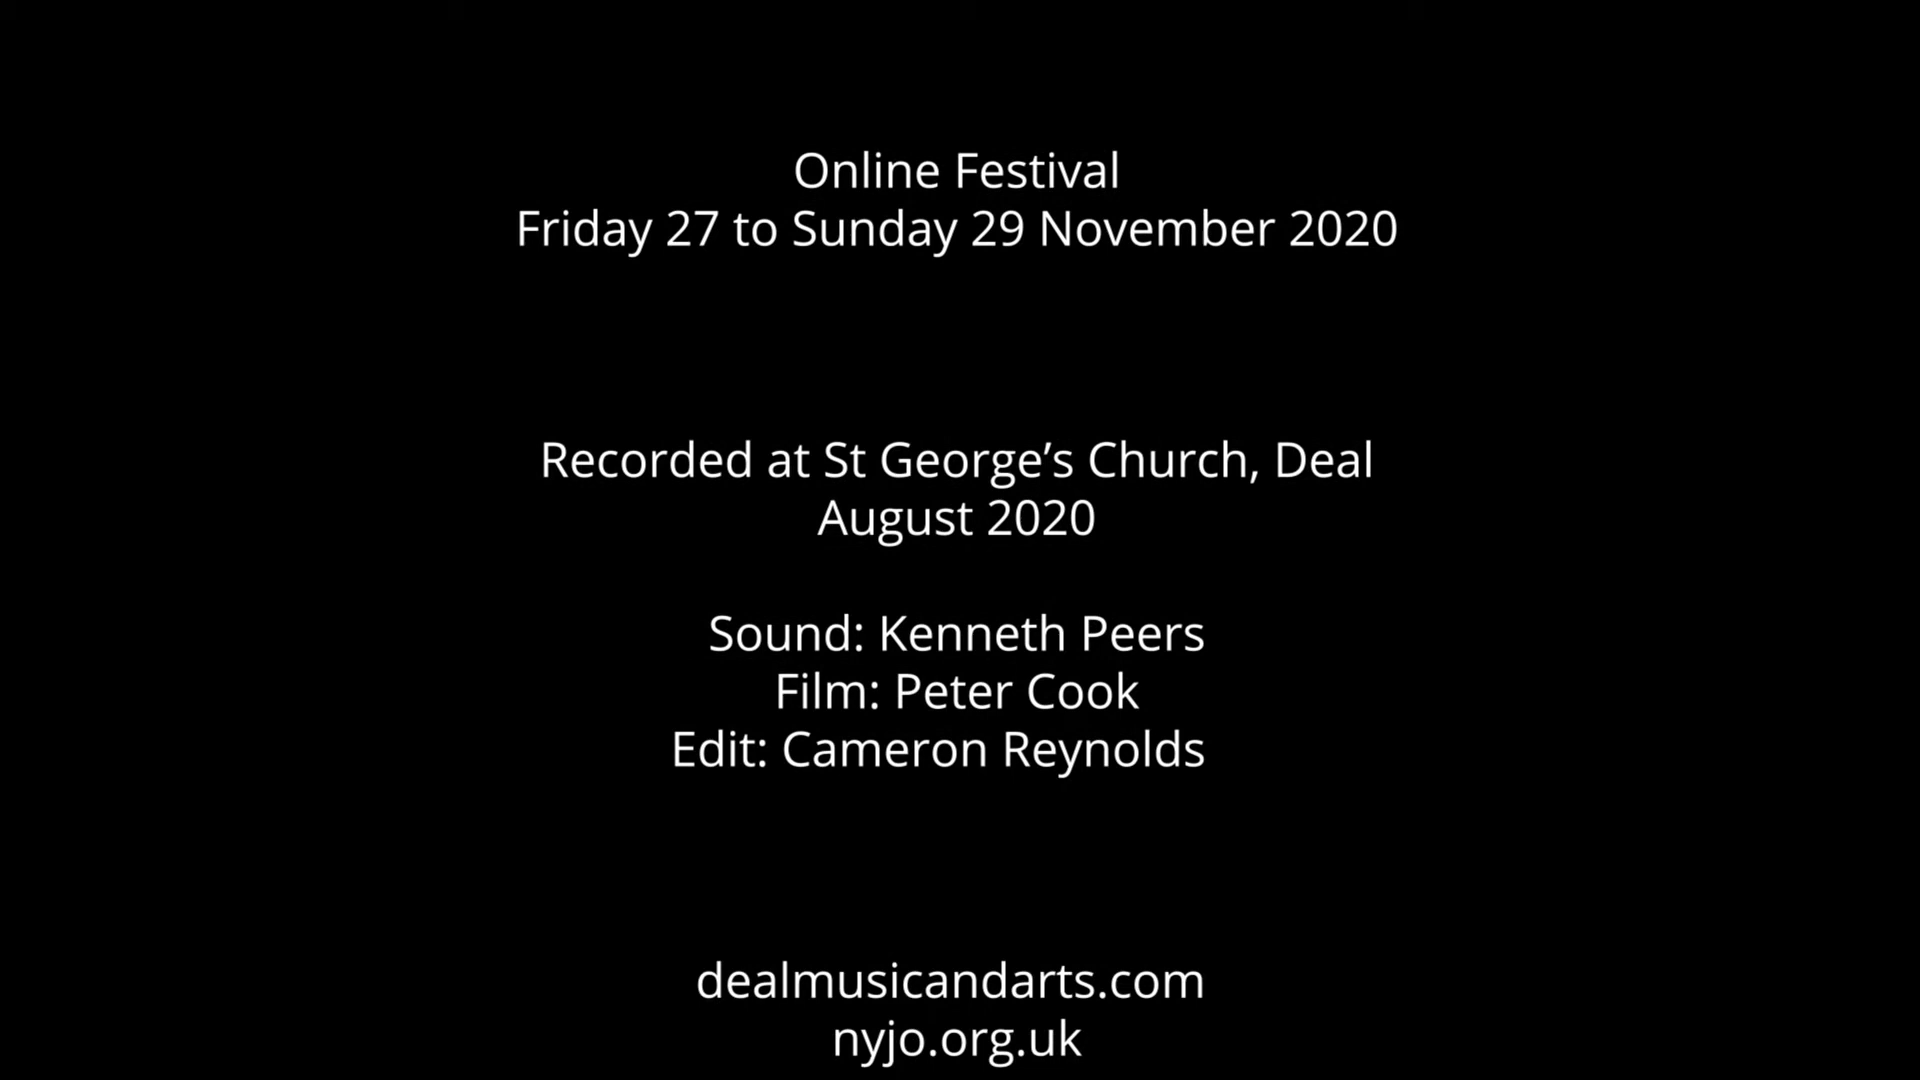 Online Festival
Friday 27 to Sunday 29 November 2020
Recorded at St George’s Church, Deal
August 2020
Sound: Kenneth Peers
Film: Peter Cook
Edit: Cameron Reynolds
dealmusicandarts.com
nyjo.org.uk